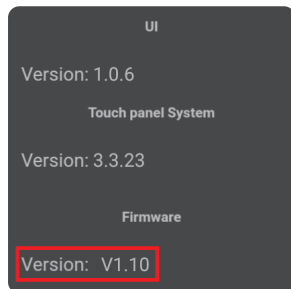 UI
Version: 1.0.6
Touch panel System
Version: 3.3.23
Firmware
Version: V1.10